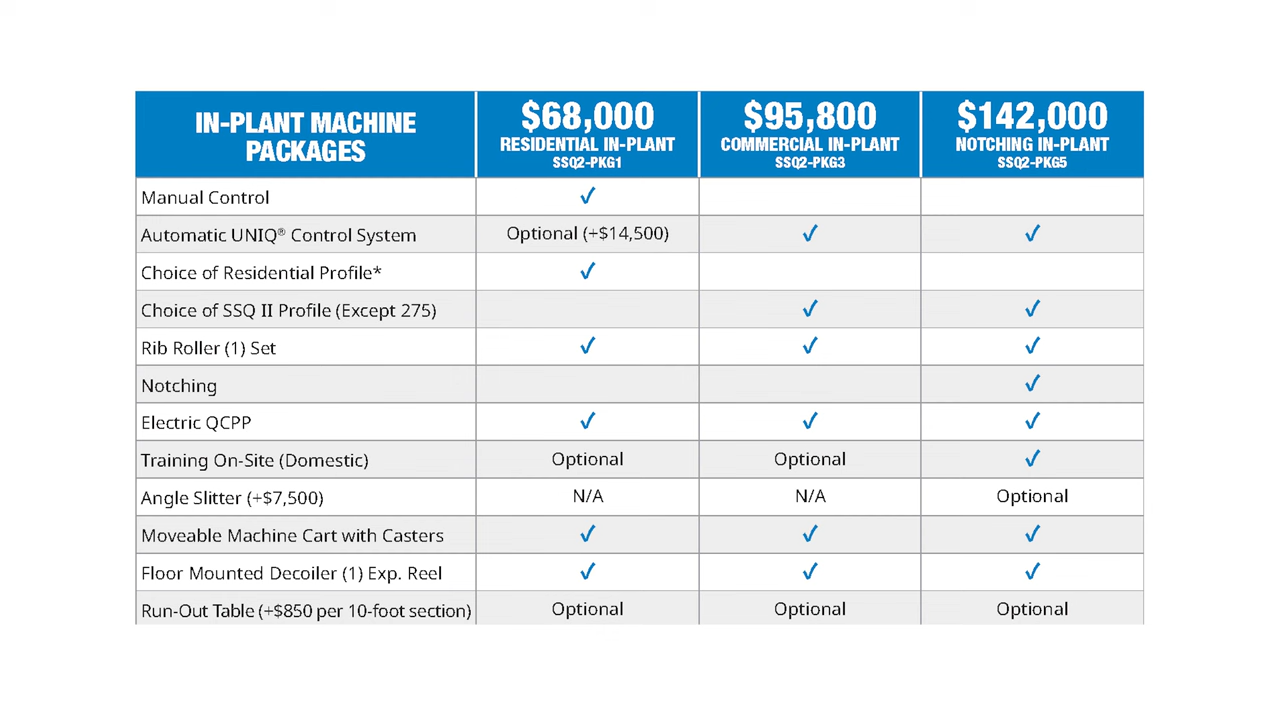 IN-PLANT MACHINE
PACKAGES
$68,000
RESIDENTIAL IN-PLANT
SSQ2-PKG1
$95,800
COMMERCIAL IN-PLANT
SSQ2-PKG3
$142,000
NOTCHING IN-PLANT
SSQ2-PKG5
Manual Control ✓
Automatic UNIQ® Control System Optional (+$14,500) ✓ ✓
Choice of Residential Profile* ✓
Choice of SSQ II Profile (Except 275) ✓ ✓
Rib Roller (1) Set ✓ ✓ ✓
Notching ✓
Electric QCPP ✓ ✓ ✓
Training On-Site (Domestic) Optional Optional ✓
Angle Slitter (+$7,500) N/A N/A Optional
Moveable Machine Cart with Casters ✓ ✓ ✓
Floor Mounted Decoiler (1) Exp. Reel ✓ ✓ ✓
Run-Out Table (+$850 per 10-foot section) Optional Optional Optional